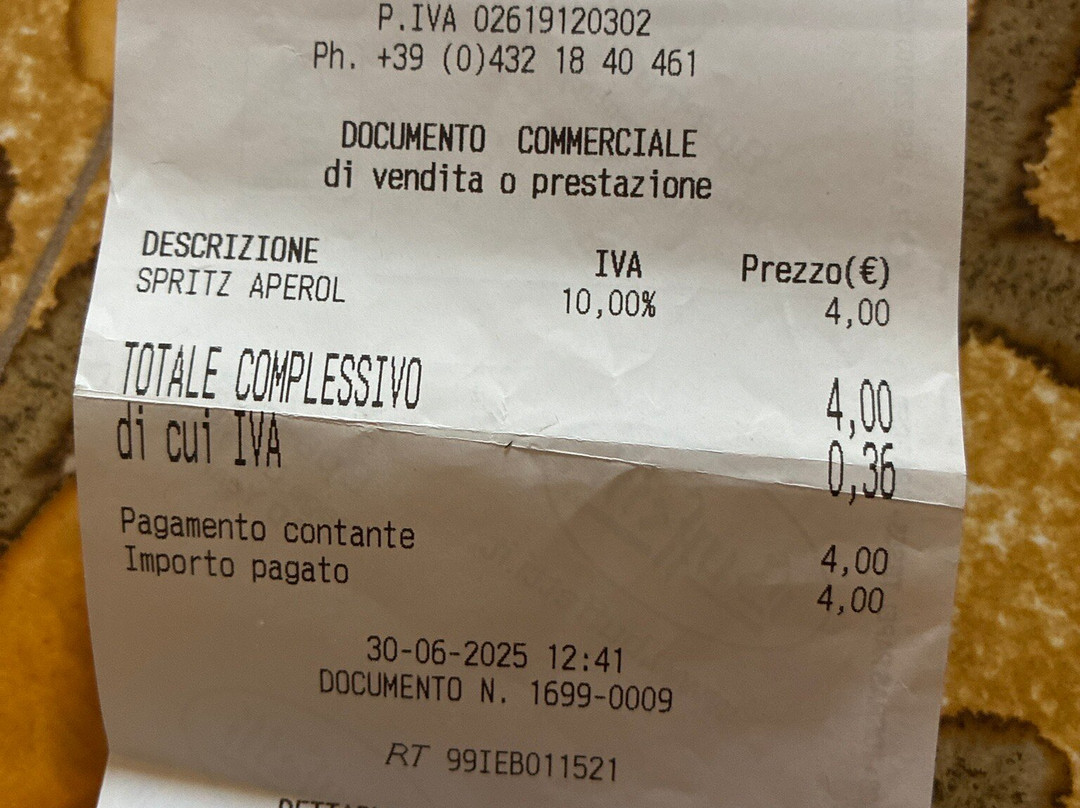 P.IVA 02619120302
Ph. +39 (0)432 18 40 461
DOCUMENTO COMMERCIALE
di vendita o prestazione
DESCRIZIONE IVA Prezzo(€)
SPRITZ APEROL 10,00% 4,00
TOTALE COMPLESSIVO 4,00
di cui IVA 0,36
Pagamento contante 4,00
Importo pagato 4,00
30-06-2025 12:41
DOCUMENTO N. 1699-0009
RT 99IEB011521